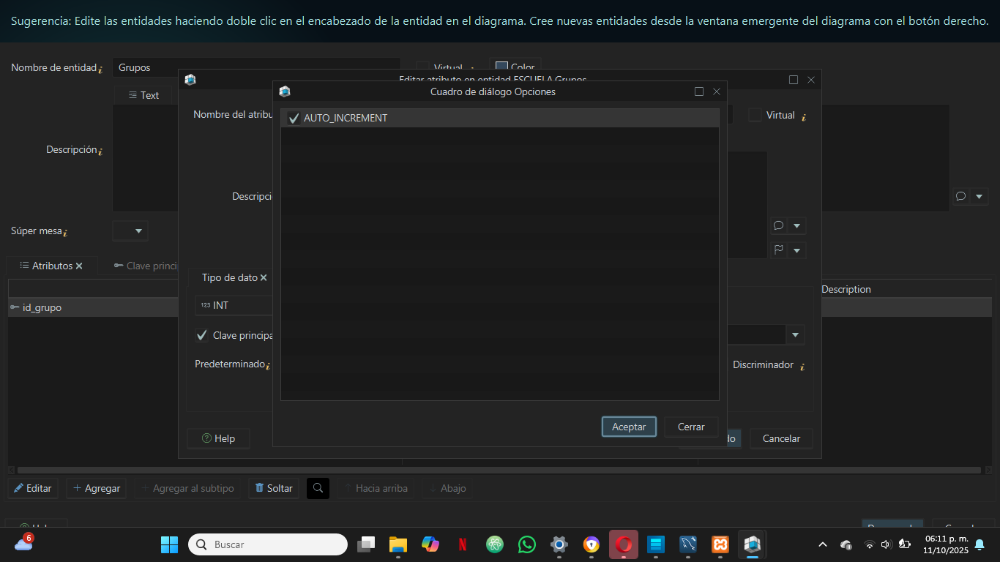 Sugerencia: Edite las entidades haciendo doble clic en el encabezado de la entidad en el diagrama. Cree nuevas entidades desde la ventana emergente del diagrama con el botón derecho.
Nombre de entidad
Grupos
Virtual
Color
Editar atributo en entidad ESCUELA.Grupos
Cuadro de diálogo Opciones
Text
Nombre del atribu
Virtual
AUTO_INCREMENT
Descripción
Descripci
Súper mesa
Atributos
Clave princi
Tipo de dato
Description
123 INT
id_grupo
Clave principa
Predeterminado
Discriminador
Aceptar
Cerrar
Help
do
Cancelar
Editar
Agregar
Agregar al subtipo
Soltar
Hacia arriba
Abajo
6
Buscar
06:11 p. m.
11/10/2025